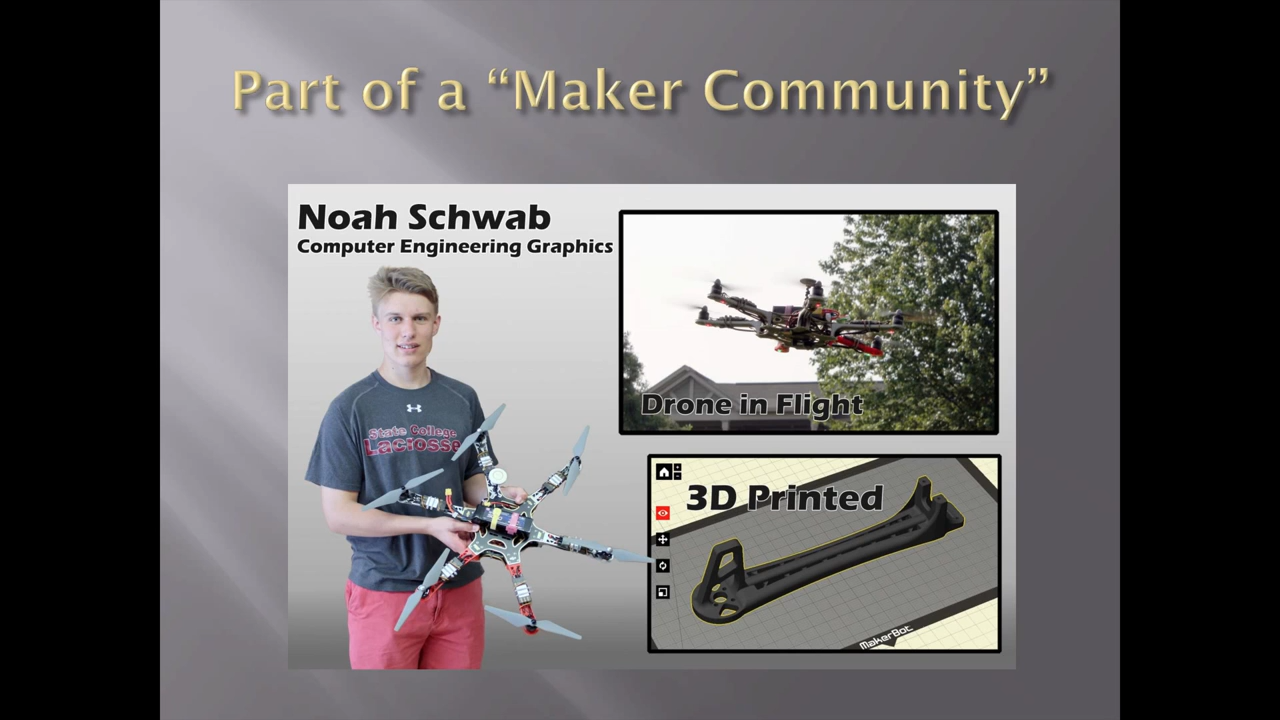 Part of a “Maker Community”
Noah Schwab
Computer Engineering Graphics
State College
Lacrosse
Drone in Flight
3D Printed
MakerBot